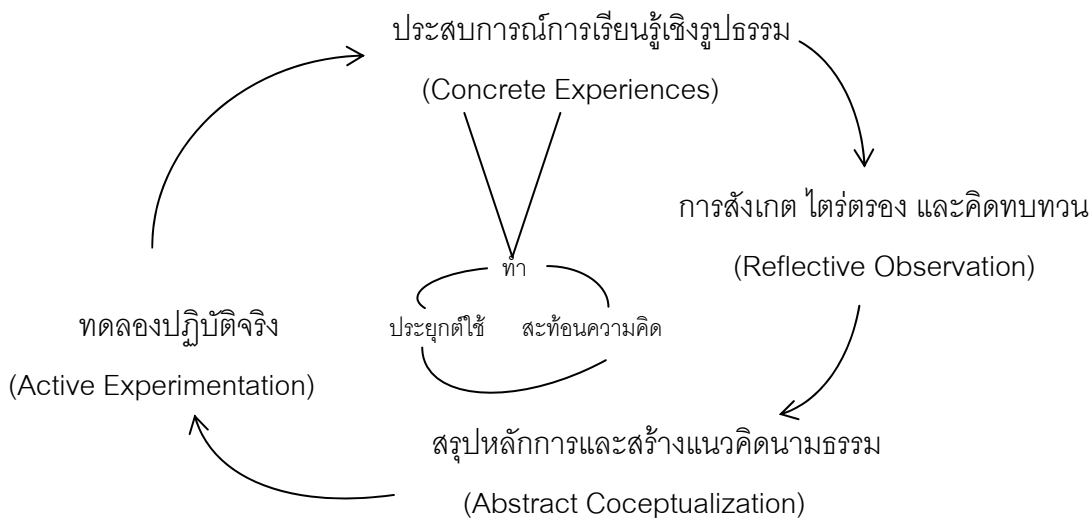 ประสบการณ์การเรียนรู้เชิงรูปธรรม
(Concrete Experiences)
การสังเกต ไตร่ตรอง และคิดทบทวน
(Reflective Observation)
ทำ
ประยุกต์ใช้ สะท้อนความคิด
ทดลองปฏิบัติจริง
(Active Experimentation)
สรุปหลักการและสร้างแนวคิดนามธรรม
(Abstract Coceptualization)